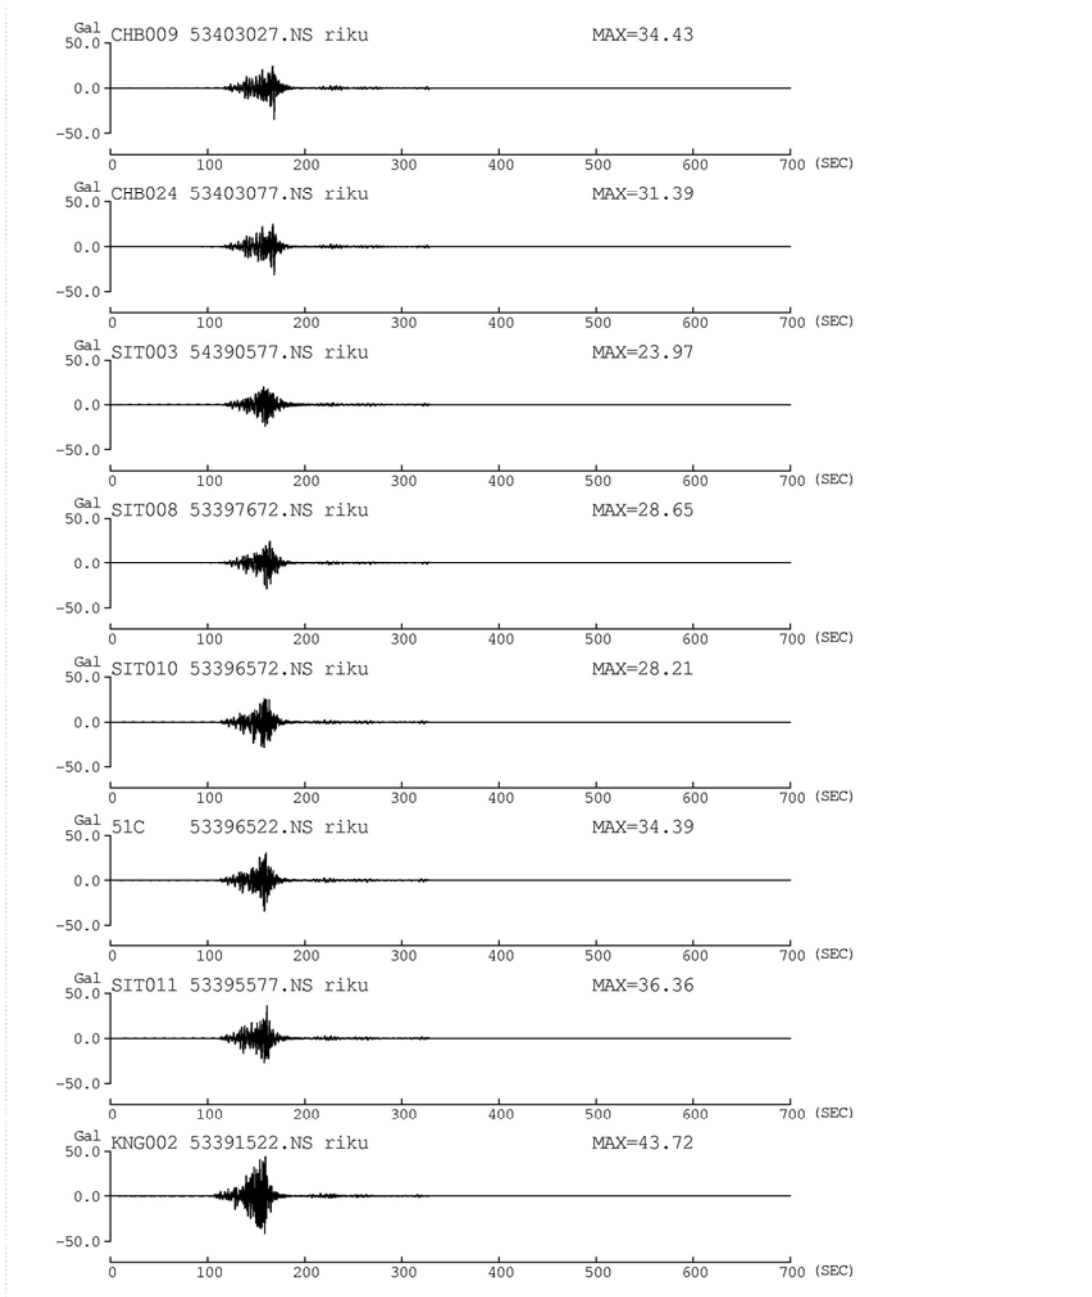 Gal
CHB009 53403027.NS riku MAX=34.43
50.0
0.0
-50.0
0 100 200 300 400 500 600 700 (SEC)
Gal
CHB024 53403077.NS riku MAX=31.39
50.0
0.0
-50.0
0 100 200 300 400 500 600 700 (SEC)
Gal
SIT003 54390577.NS riku MAX=23.97
50.0
0.0
-50.0
0 100 200 300 400 500 600 700 (SEC)
Gal
SIT008 53397672.NS riku MAX=28.65
50.0
0.0
-50.0
0 100 200 300 400 500 600 700 (SEC)
Gal
SIT010 53396572.NS riku MAX=28.21
50.0
0.0
-50.0
0 100 200 300 400 500 600 700 (SEC)
Gal
51C 53396522.NS riku MAX=34.39
50.0
0.0
-50.0
0 100 200 300 400 500 600 700 (SEC)
Gal
SIT011 53395577.NS riku MAX=36.36
50.0
0.0
-50.0
0 100 200 300 400 500 600 700 (SEC)
Gal
KNG002 53391522.NS riku MAX=43.72
50.0
0.0
-50.0
0 100 200 300 400 500 600 700 (SEC)